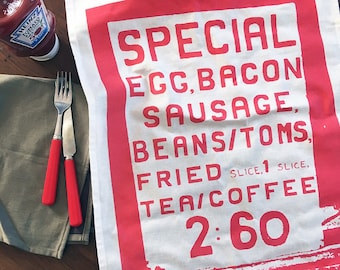 SPECIAL
EGG, BACON
SAUSAGE,
BEANS/TOMS,
FRIED SLICE, 1 SLICE,
TEA/COFFEE
2:60